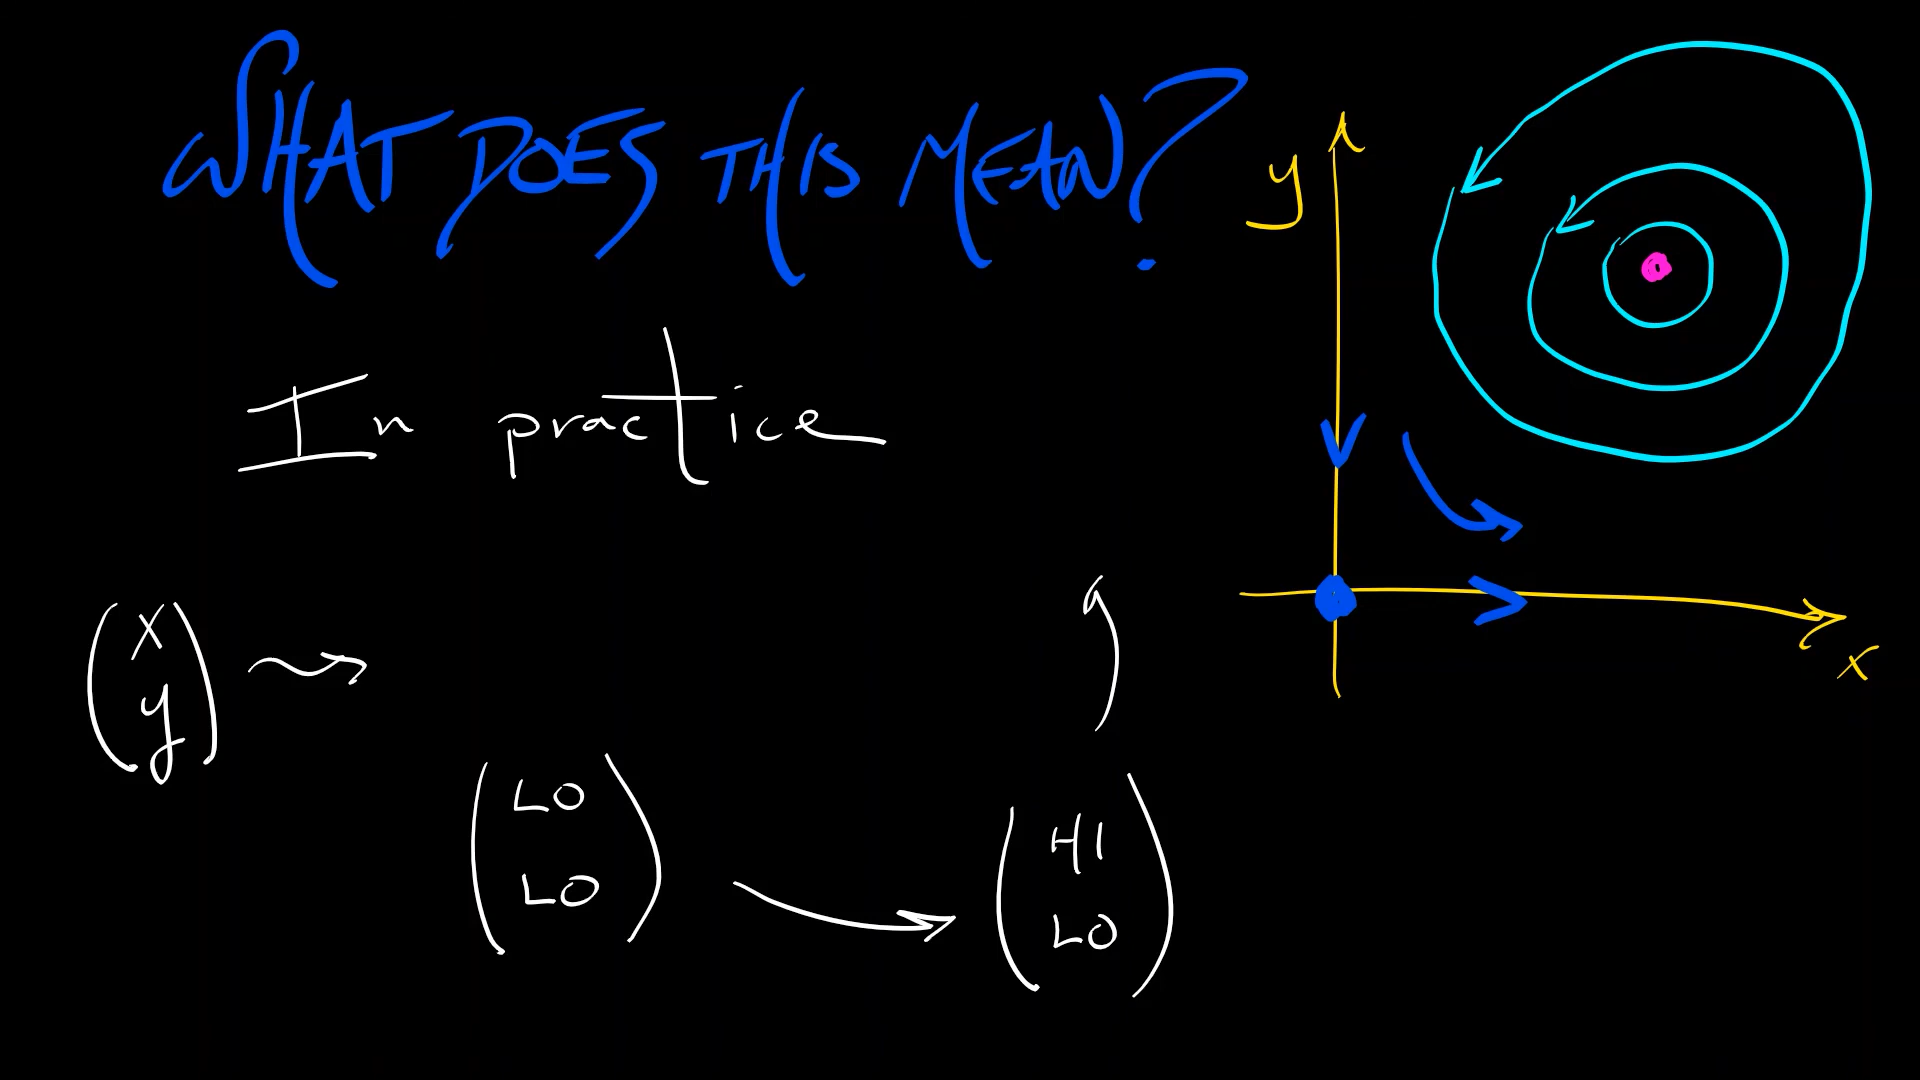 WHAT DOES THIS MEAN?
y
In practice
(x
y)
x
(LO
LO)
(HI
LO)